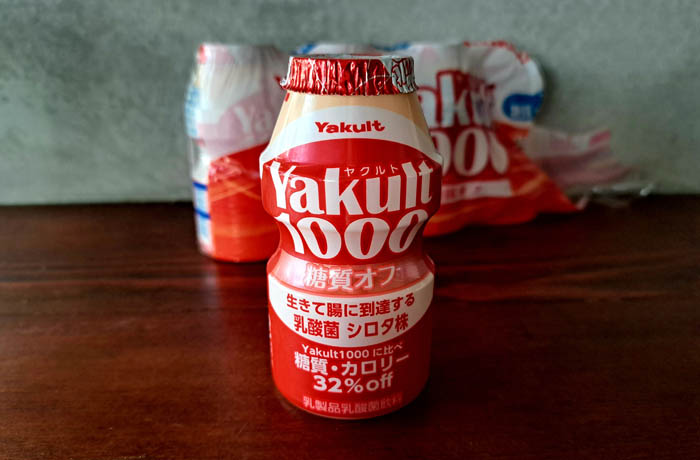 Yakult
ヤクルト
Yakult
1000
糖質オフ
生きて腸に到達する
乳酸菌 シロタ株
Yakult1000 に比べ
糖質・カロリー
32%off
乳製品乳酸菌飲料
Yakult
1000